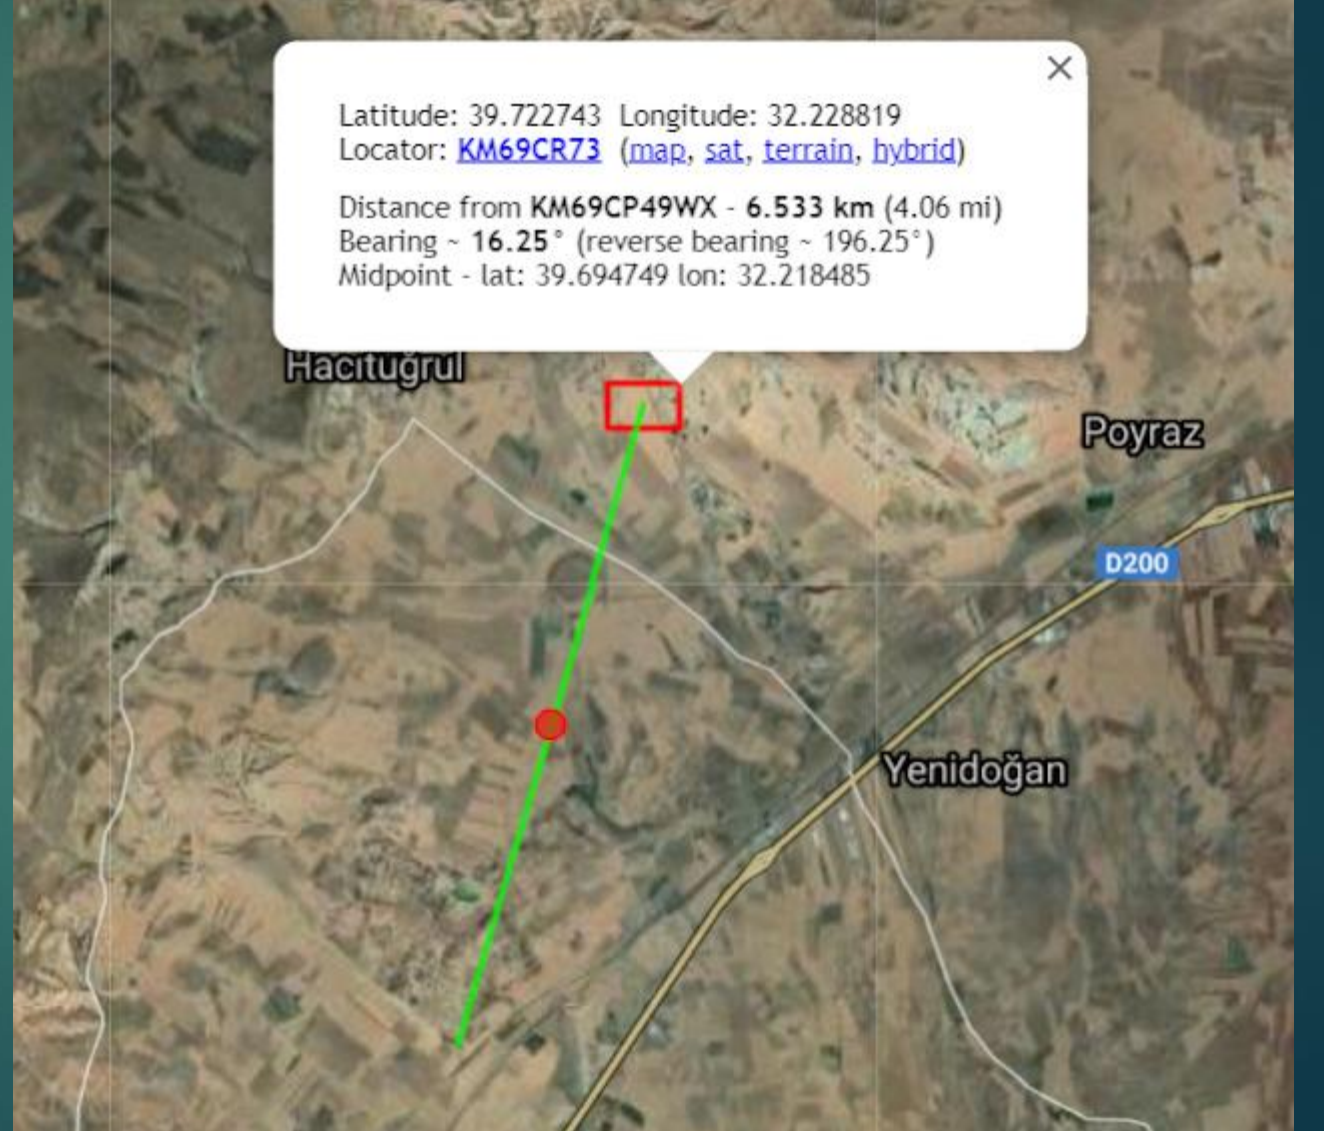 Latitude: 39.722743 Longitude: 32.228819
Locator: KM69CR73 (map, sat, terrain, hybrid)
Distance from KM69CP49WX - 6.533 km (4.06 mi)
Bearing ~ 16.25° (reverse bearing ~ 196.25°)
Midpoint - lat: 39.694749 lon: 32.218485
Hacıtuğrul
Poyraz
D200
Yenidoğan